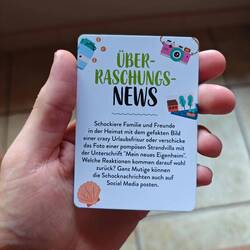 ÜBER-
RASCHUNGS-
NEWS
Schockiere Familie und Freunde
in der Heimat mit dem gefakten Bild
einer crazy Urlaubsfrisur oder verschicke
das Foto einer pompösen Strandvilla mit
der Unterschrift "Mein neues Eigenheim".
Welche Reaktionen kommen darauf wohl
zurück? Ganz Mutige können
die Schocknachrichten auch auf
Social Media posten.